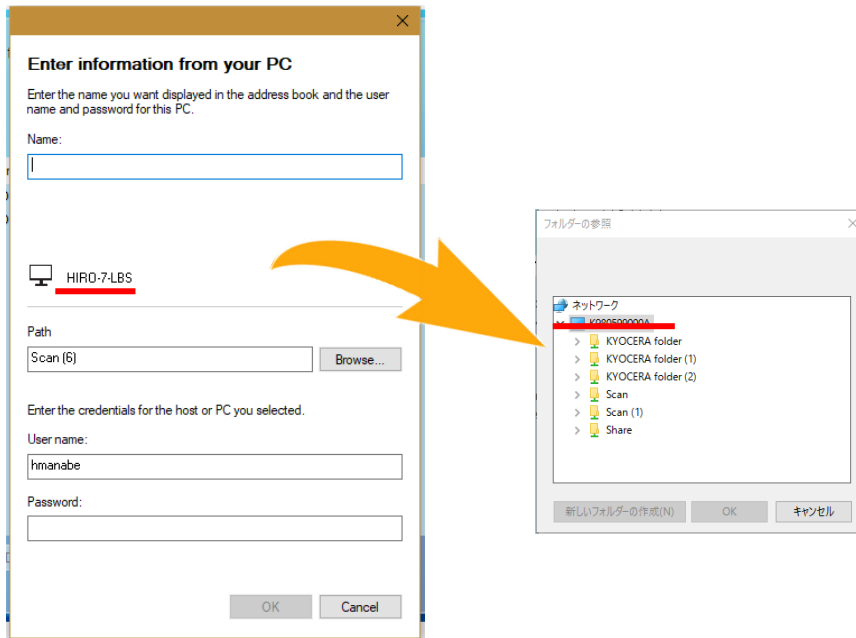 Enter information from your PC
Enter the name you want displayed in the address book and the user
name and password for this PC.
Name:
HIRO-7-LBS
Path
Scan (6)
Browse...
Enter the credentials for the host or PC you selected.
User name:
hmanabe
Password:
OK
Cancel
フォルダーの参照
ネットワーク
KYOCERA folder
KYOCERA folder (1)
KYOCERA folder (2)
Scan
Scan (1)
Share
新しいフォルダーの作成(N)
OK
キャンセル